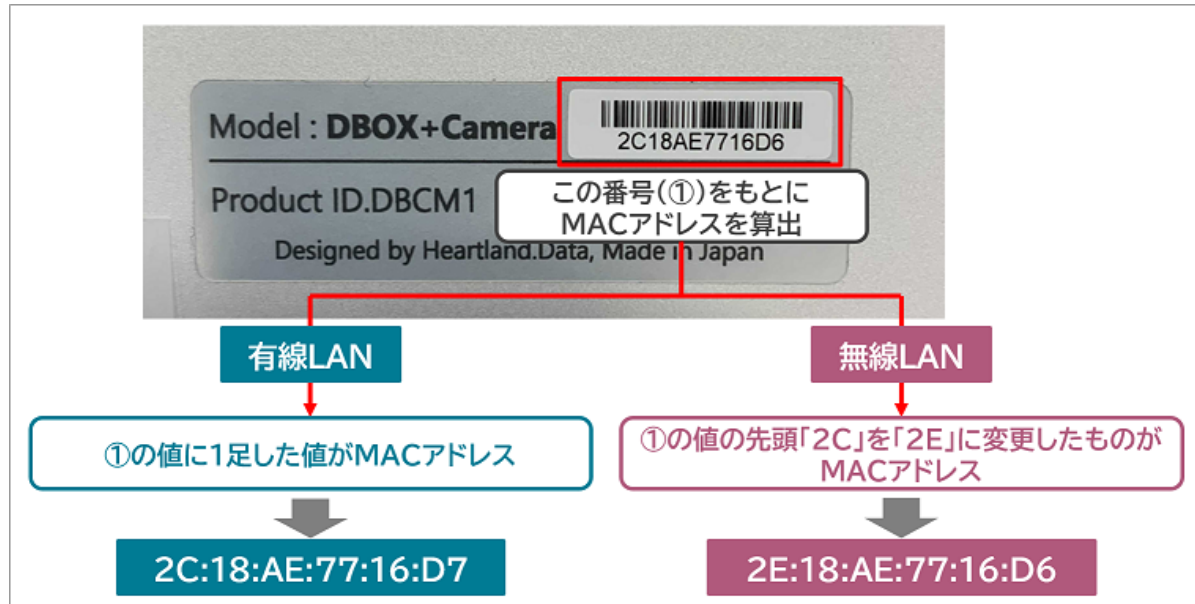 Model : DBOX+Camera
2C18AE7716D6
Product ID.DBCM1
この番号(①)をもとに
MACアドレスを算出
Designed by Heartland.Data, Made in Japan
有線LAN
無線LAN
①の値に1足した値がMACアドレス
①の値の先頭「2C」を「2E」に変更したものが
MACアドレス
2C:18:AE:77:16:D7
2E:18:AE:77:16:D6